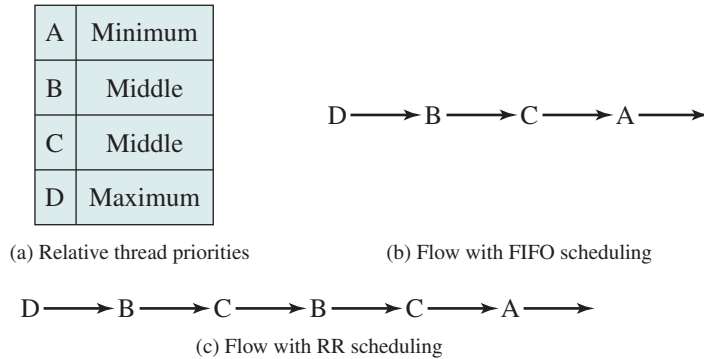 A Minimum
B Middle
C Middle
D Maximum
(a) Relative thread priorities
D B C A
(b) Flow with FIFO scheduling
D B C B C A
(c) Flow with RR scheduling